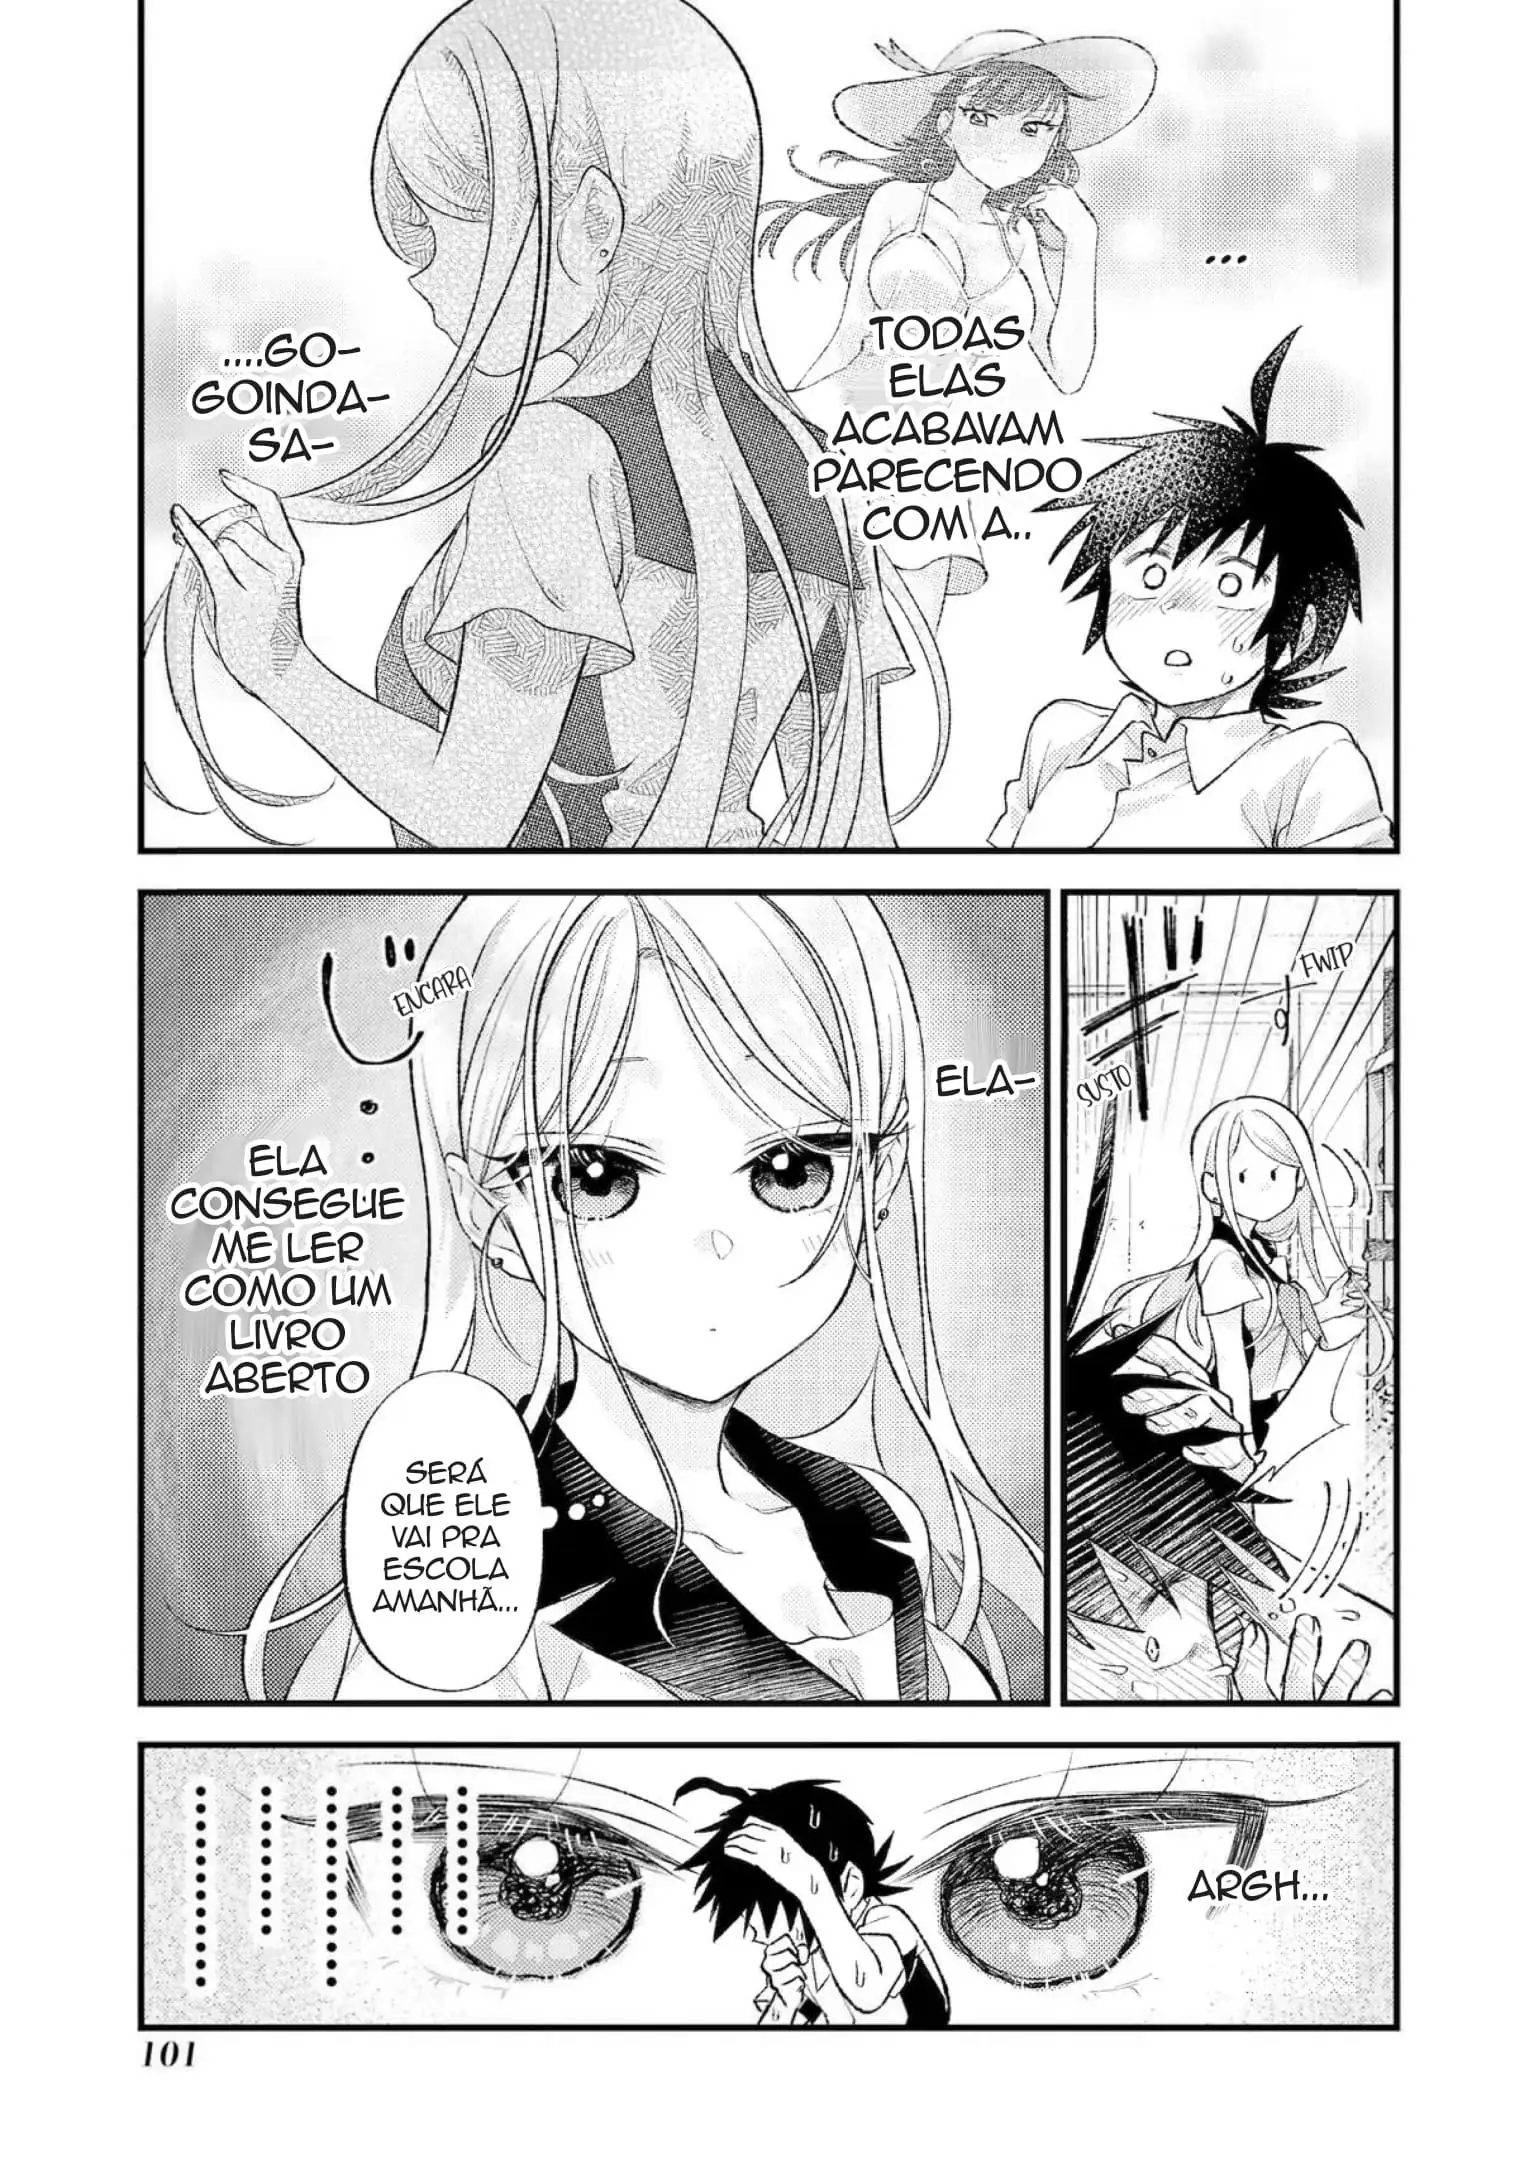 ...
TODAS
ELAS
ACABAVAM
PARECENDO
COM A..
....GO-
GOINDA-
SA-
FWIP
SUSTO
ELA-
じ
ENCARA
ELA
CONSEGUE
ME LER
COMO UM
LIVRO
ABERTO
SERÁ
QUE ELE
VAI PRA
ESCOLA
AMANHÃ...
ARGH...
101